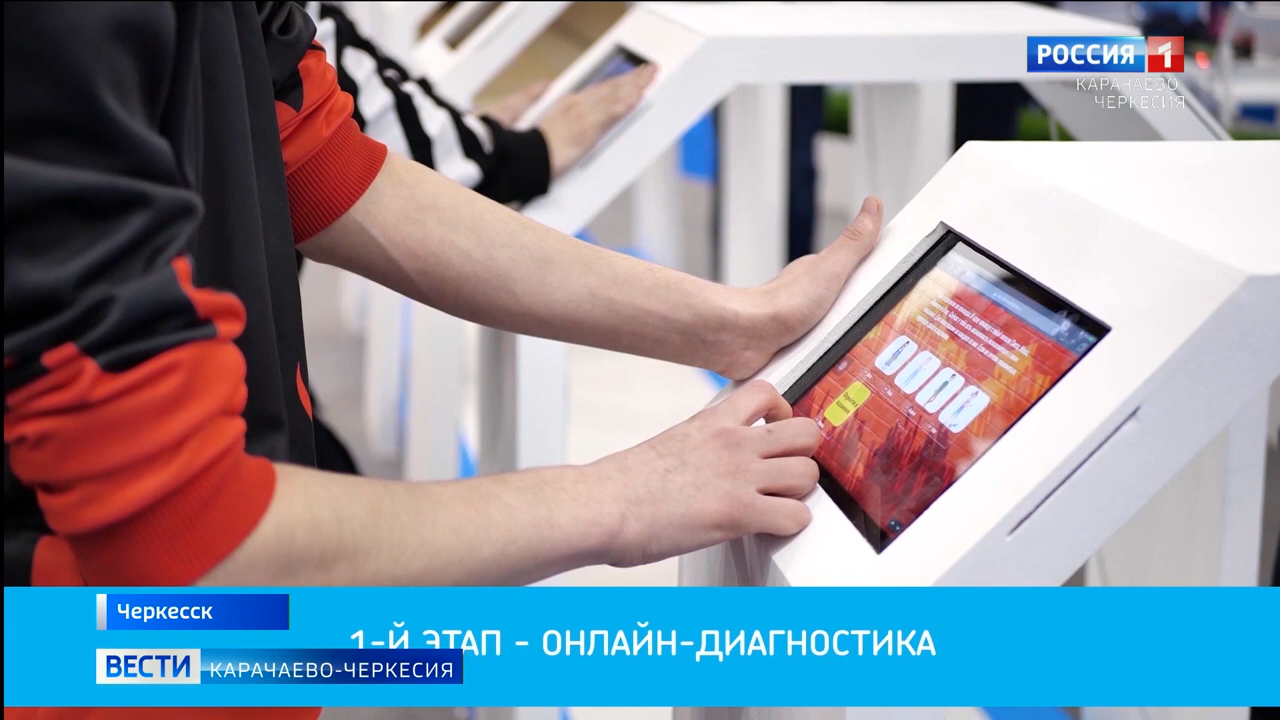 РОССИЯ 1
КАРАЧАЕВО
ЧЕРКЕСИЯ
Черкесск
1-Й ЭТАП - ОНЛАЙН-ДИАГНОСТИКА
ВЕСТИ КАРАЧАЕВО-ЧЕРКЕСИЯ